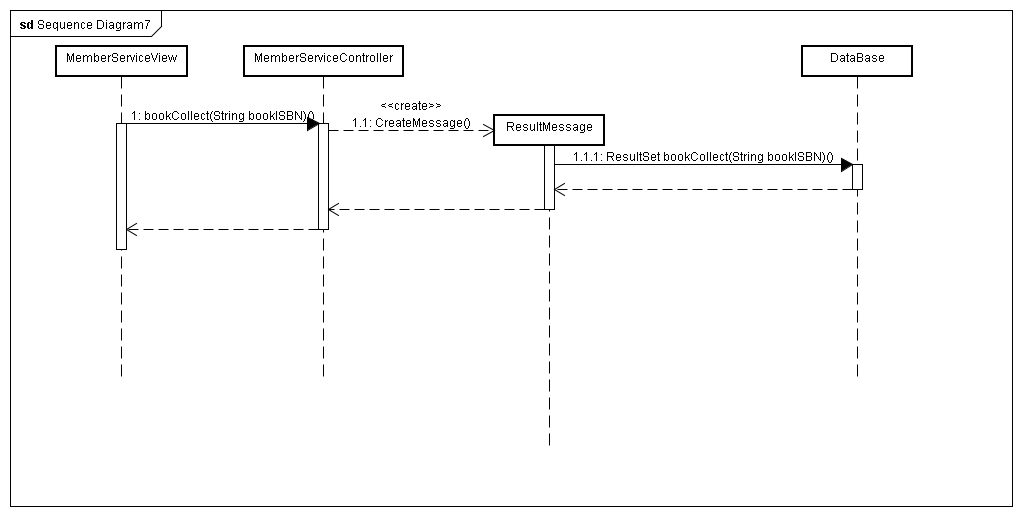 sd Sequence Diagram7
MemberServiceView
MemberServiceController
DataBase
<<create>>
1: bookCollect(String bookISBN)()
1.1: CreateMessage()
ResultMessage
1.1.1: ResultSet bookCollect(String bookISBN)()